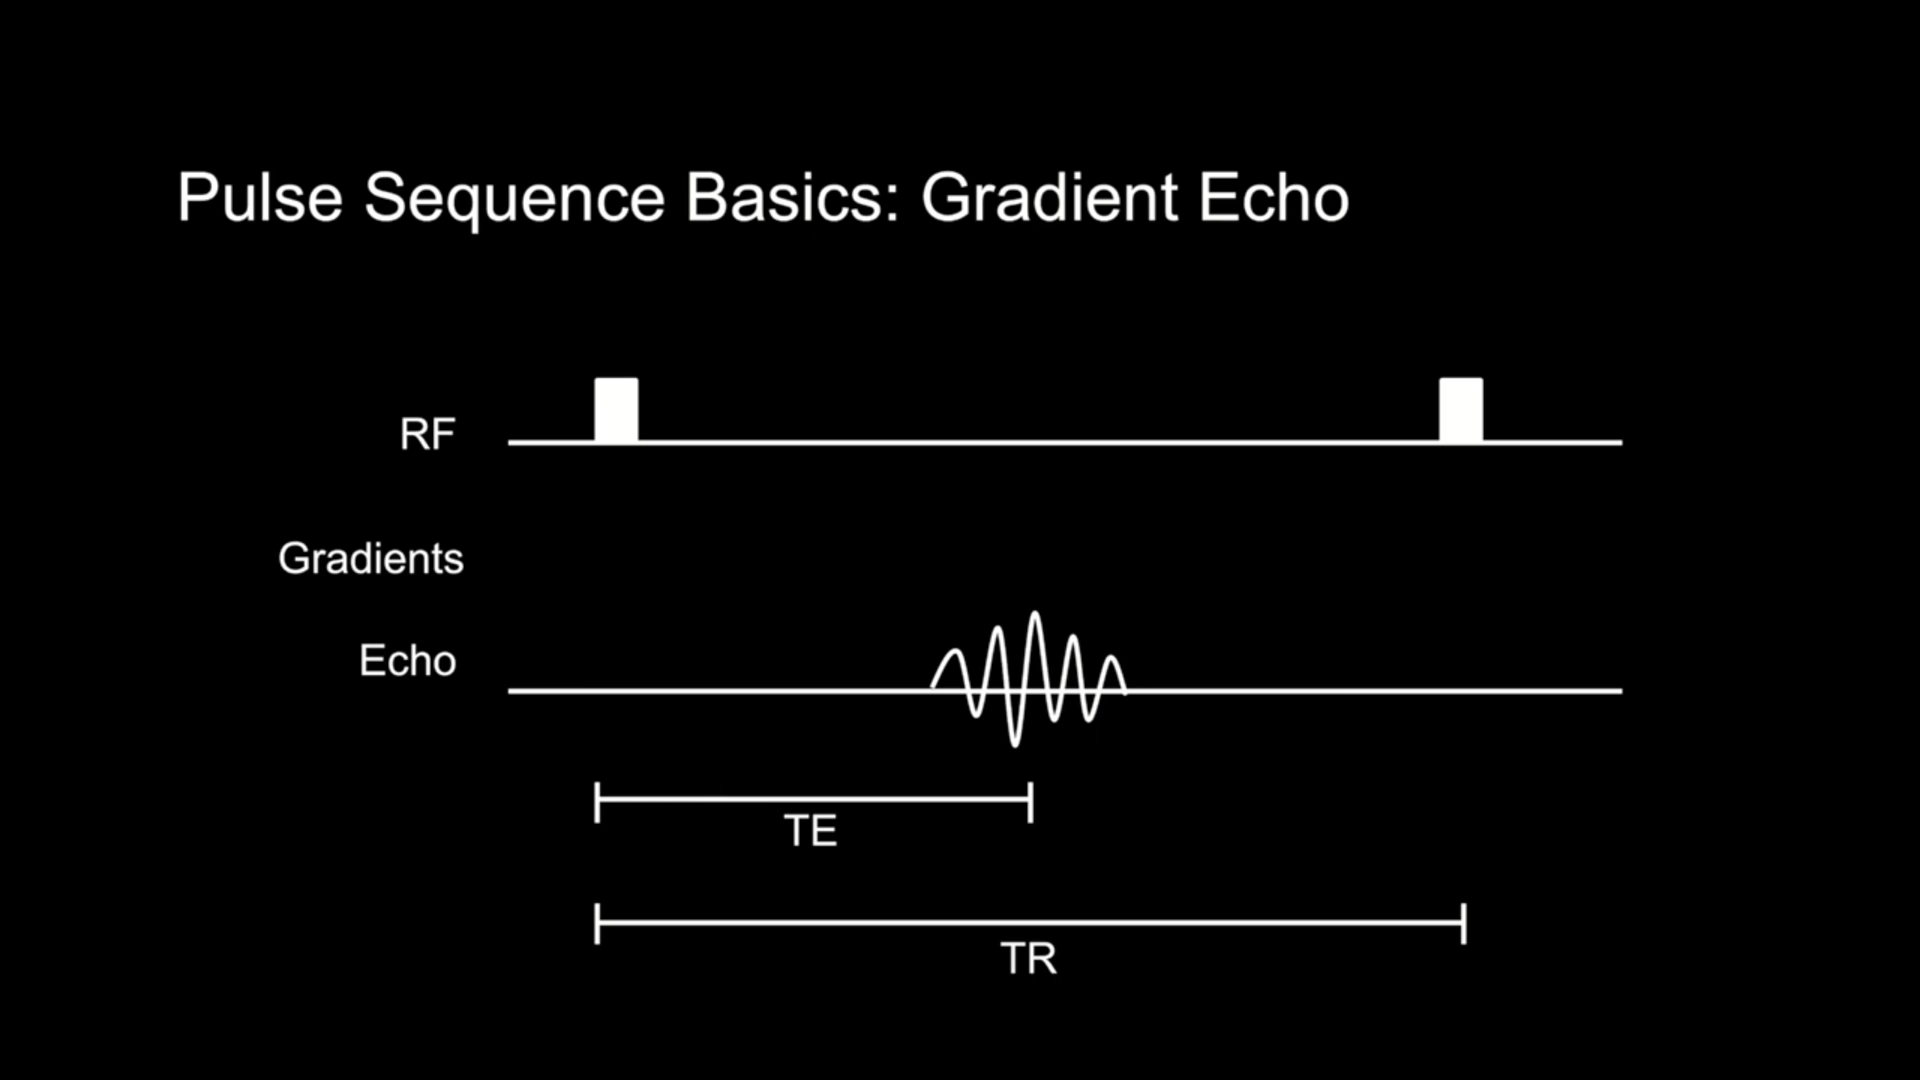 Pulse Sequence Basics: Gradient Echo
RF
Gradients
Echo
TE
TR